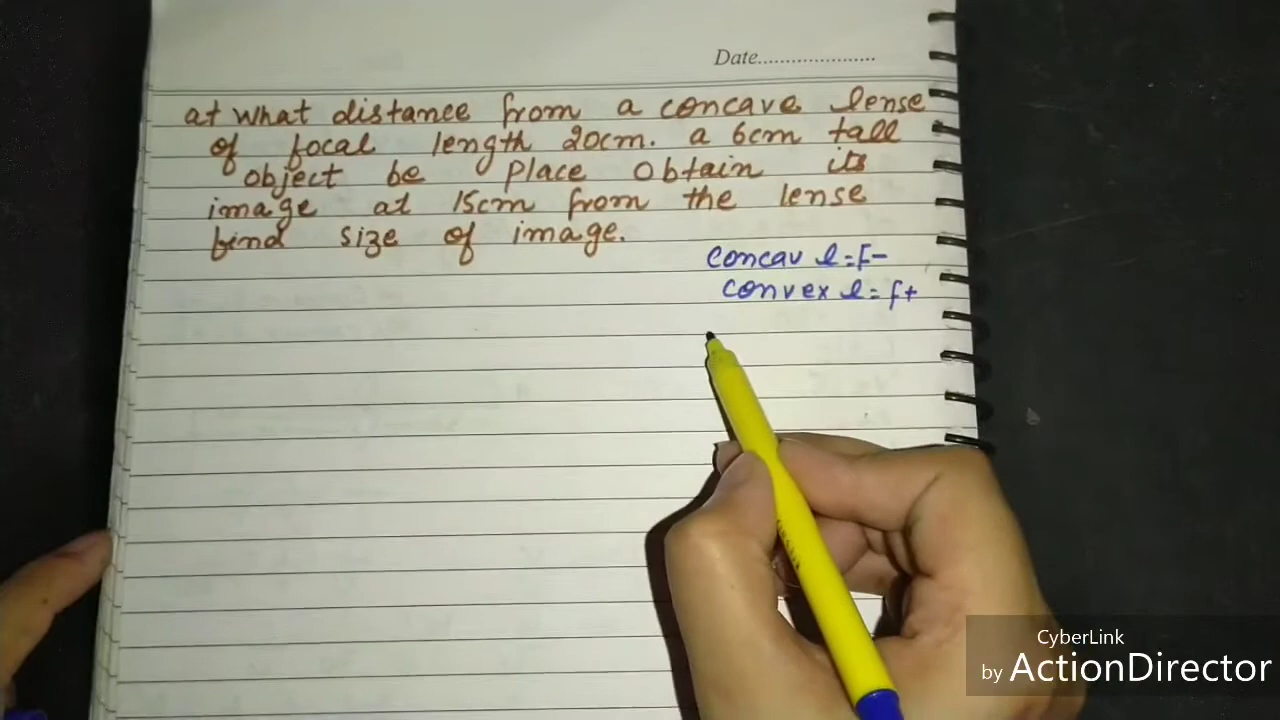 Date.....................
at what distance from a concave lense
of focal length 20cm. a 6cm tall
object be place obtain its
image at 15cm from the lense
find size of image.
concav l=f-
convex l=f+
CyberLink
by ActionDirector